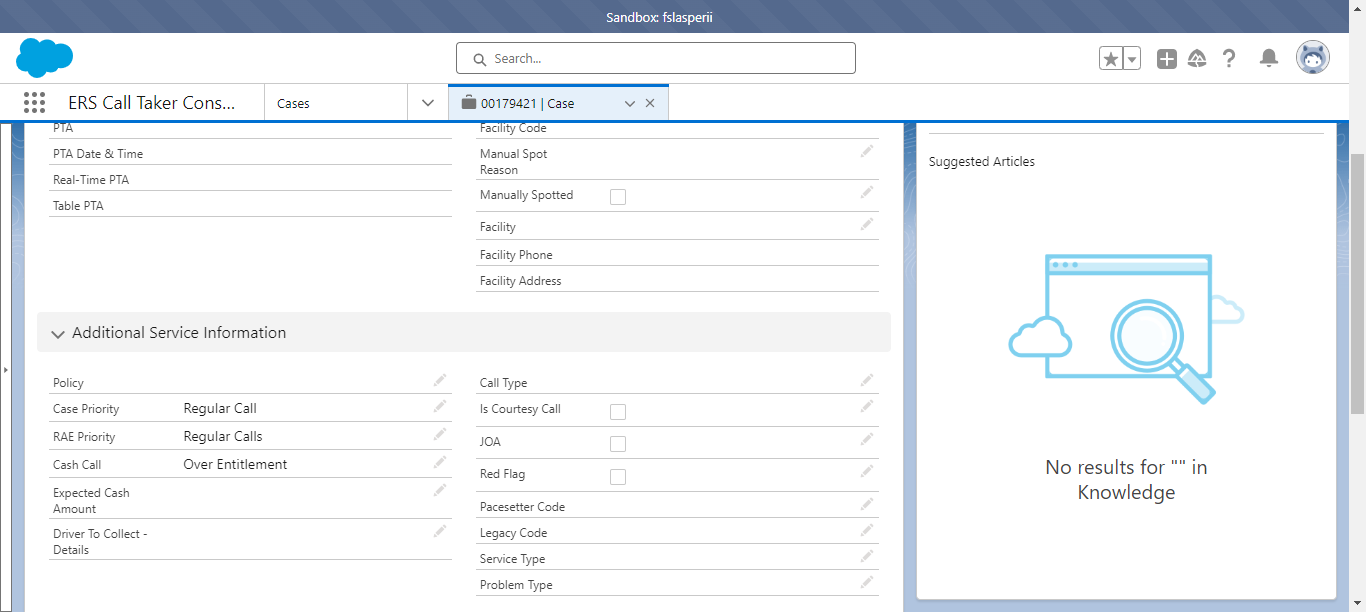 Sandbox: fslasperii
Search...
ERS Call Taker Cons...
Cases
00179421 | Case
PTA
PTA Date & Time
Real-Time PTA
Table PTA
Facility Code
Manual Spot
Reason
Manually Spotted
Facility
Facility Phone
Facility Address
Additional Service Information
Policy
Case Priority Regular Call
RAE Priority Regular Calls
Cash Call Over Entitlement
Expected Cash
Amount
Driver To Collect -
Details
Call Type
Is Courtesy Call
JOA
Red Flag
Pacesetter Code
Legacy Code
Service Type
Problem Type
Suggested Articles
No results for "" in
Knowledge